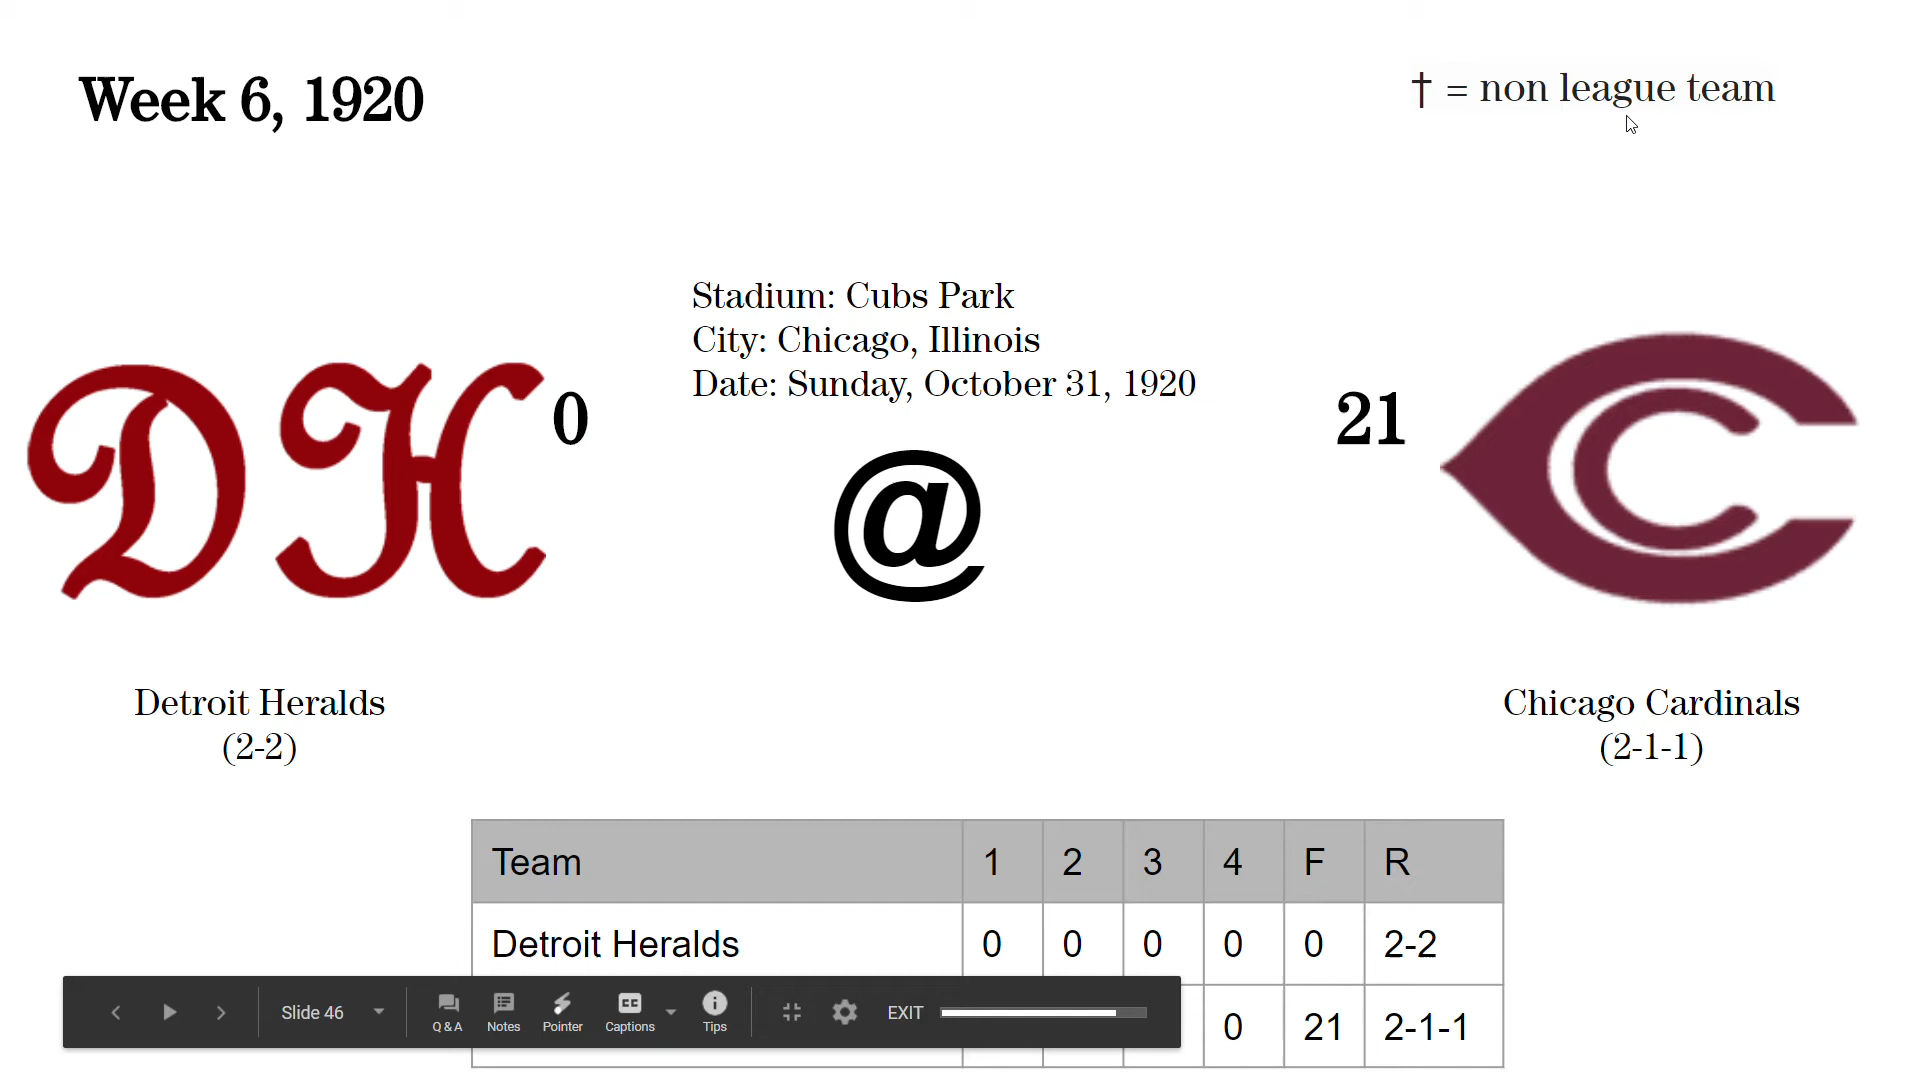 Week 6, 1920
† = non league team
Stadium: Cubs Park
City: Chicago, Illinois
Date: Sunday, October 31, 1920
DH 0 @ 21 C
Detroit Heralds
(2-2)
Chicago Cardinals
(2-1-1)
Team 1 2 3 4 F R
Detroit Heralds 0 0 0 0 0 2-2
0 21 2-1-1
Slide 46 Q & A Notes Pointer CC Captions Tips EXIT